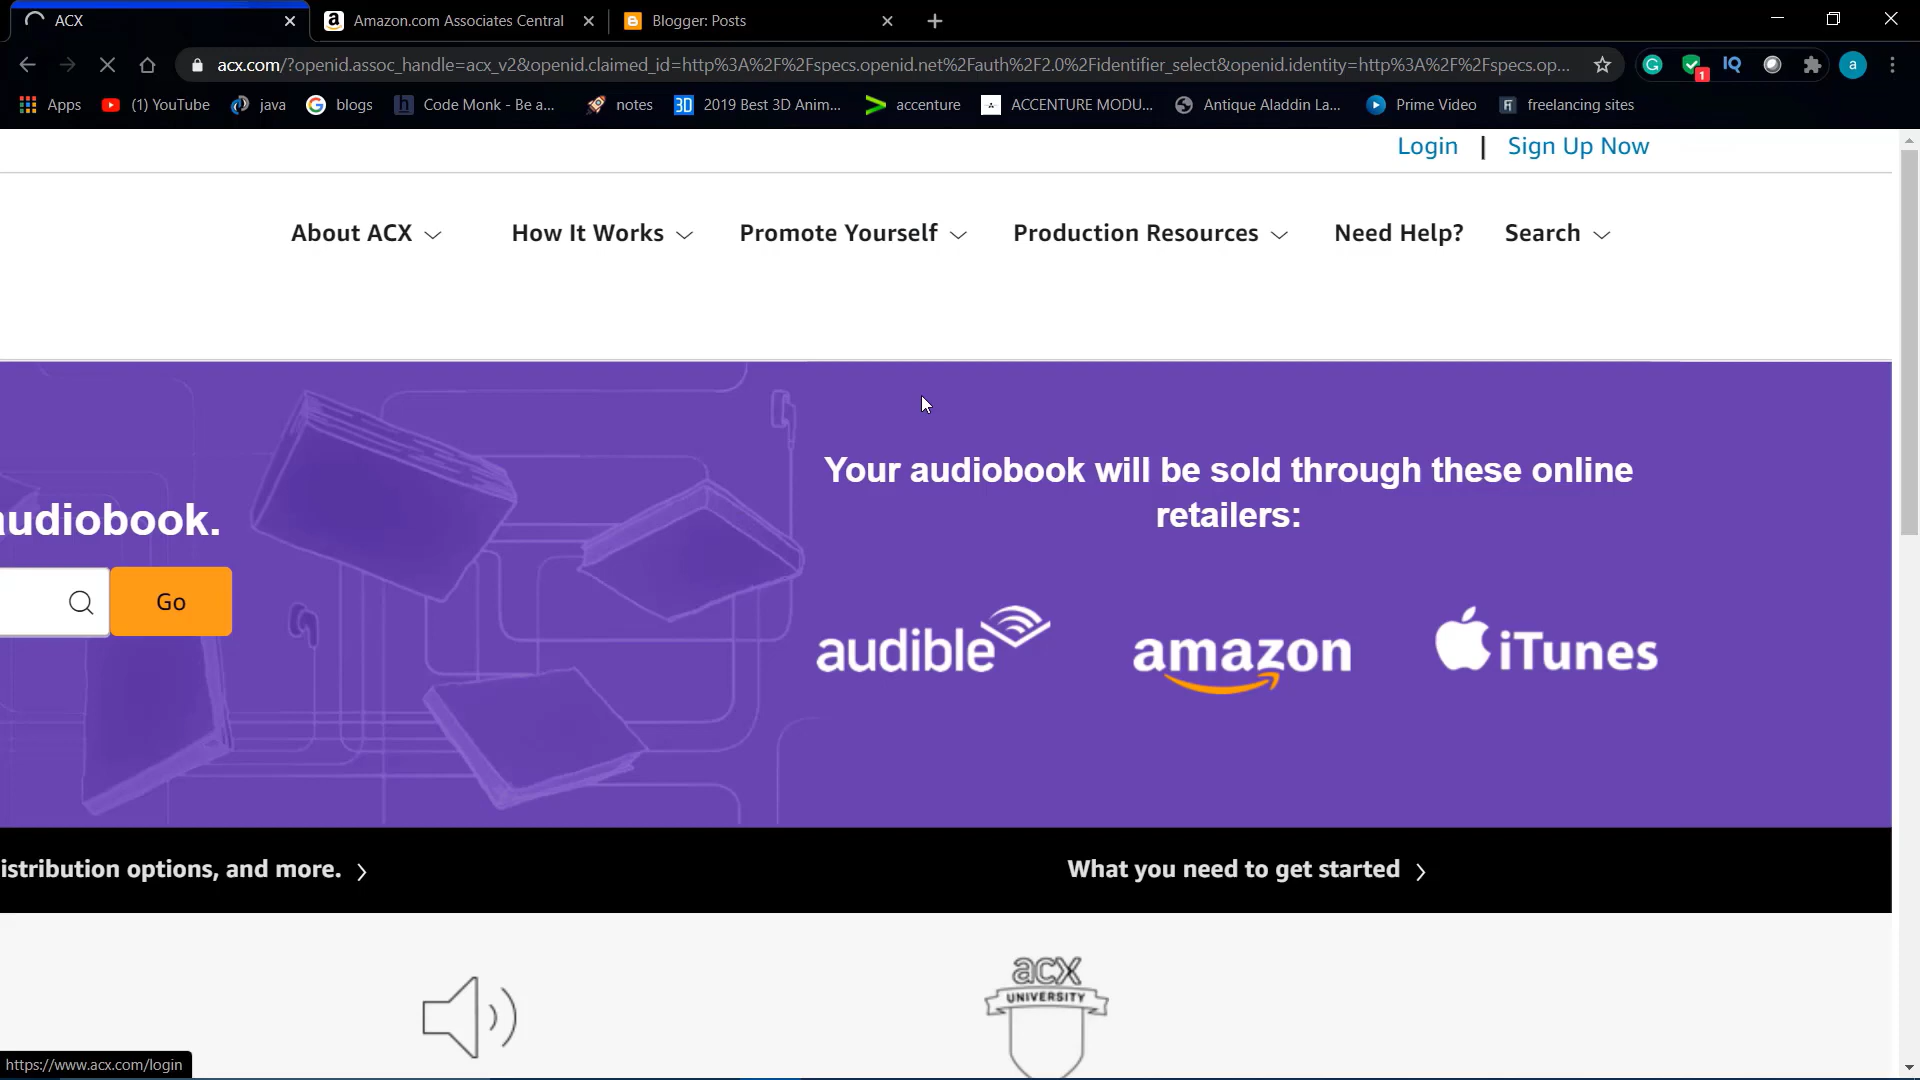 ACX
Amazon.com Associates Central
Blogger: Posts
acx.com/?openid.assoc_handle=acx_v2&openid.claimed_id=http%3A%2F%2Fspecs.openid.net%2Fauth%2F2.0%2Fidentifier_select&openid.identity=http%3A%2F%2Fspecs.op...
1
IQ
a
Apps
(1) YouTube
java
blogs
Code Monk - Be a...
notes
3D
2019 Best 3D Anim...
accenture
ACCENTURE MODU...
Antique Aladdin La...
Prime Video
freelancing sites
Login | Sign Up Now
About ACX
How It Works
Promote Yourself
Production Resources
Need Help?
Search
Your audiobook will be sold through these online
retailers:
audiobook.
Go
audible
amazon
iTunes
istribution options, and more.
What you need to get started
acx
UNIVERSITY
https://www.acx.com/login